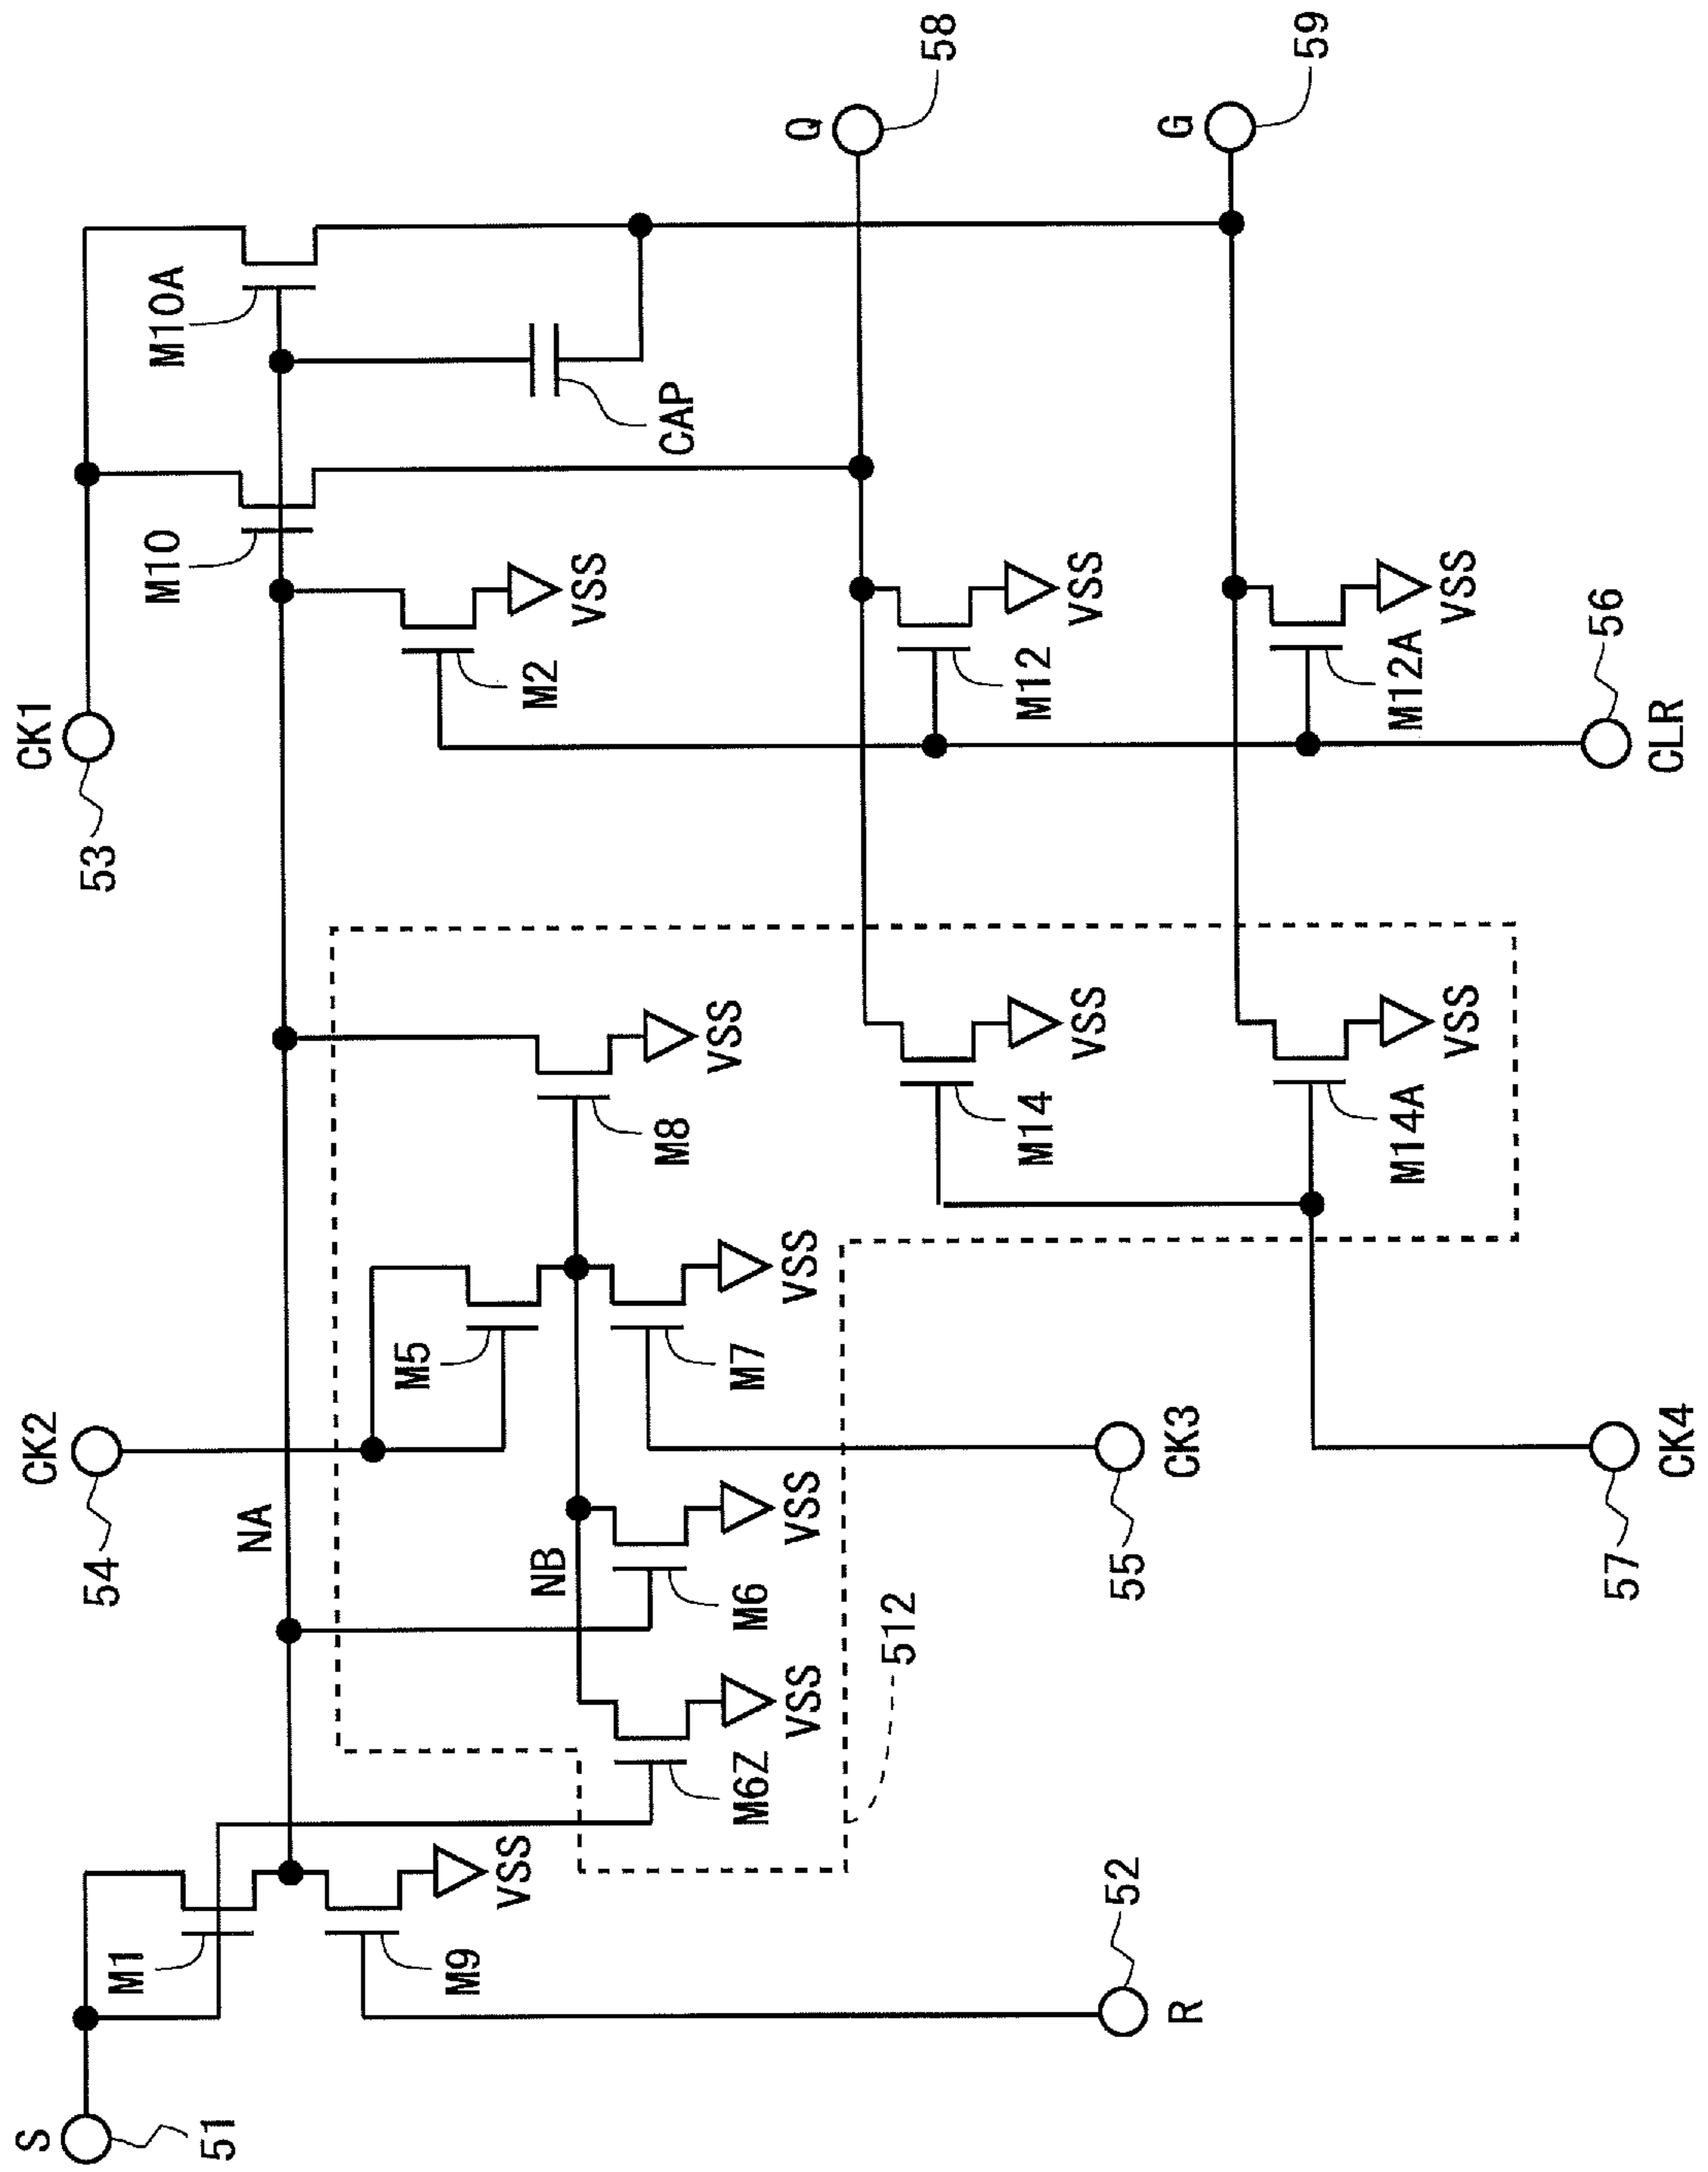 S
CK2
CK1
54
53
M1
M10
M10A
51
NA
M5
M9
VSS
NB
M2
VSS
M8
CAP
VSS
M6Z
M6
M7
VSS
VSS
VSS
Q
512
58
M14
M12
VSS
VSS
52
55
R
CK3
G
59
M14A
M12A
VSS
VSS
57
56
CK4
CLR